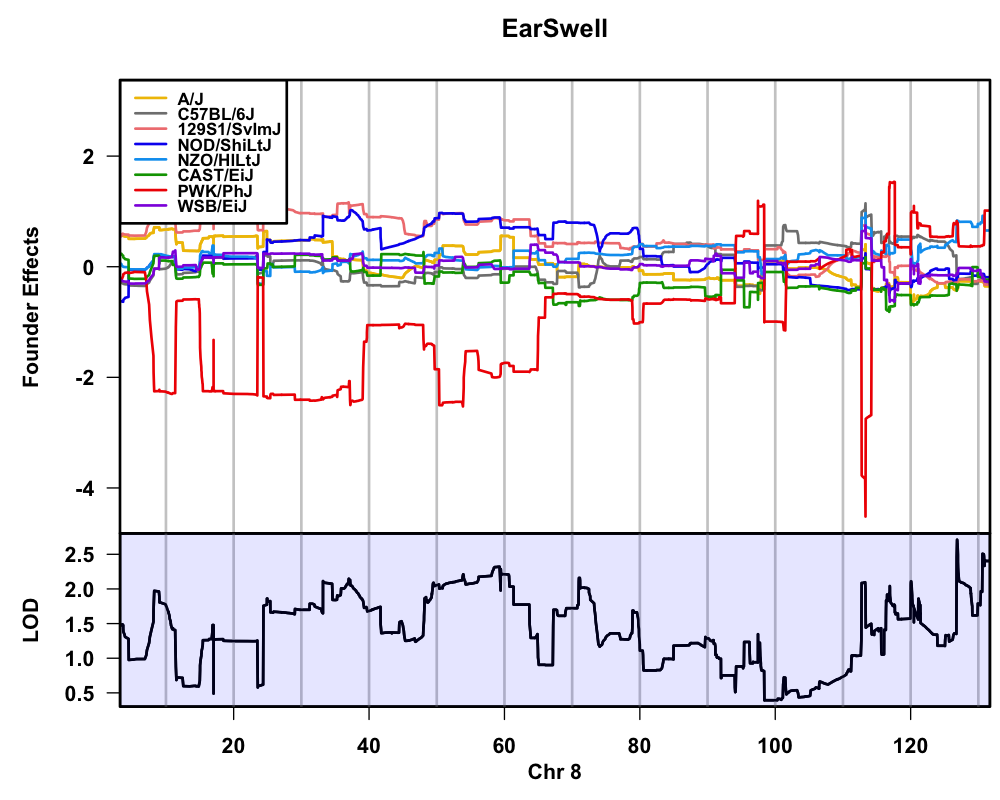 EarSwell
A/J
C57BL/6J
129S1/SvImJ
NOD/ShiLtJ
NZO/HlLtJ
CAST/EiJ
PWK/PhJ
WSB/EiJ
Founder Effects
2
0
-2
-4
LOD
2.5
2.0
1.5
1.0
0.5
20 40 60 80 100 120
Chr 8